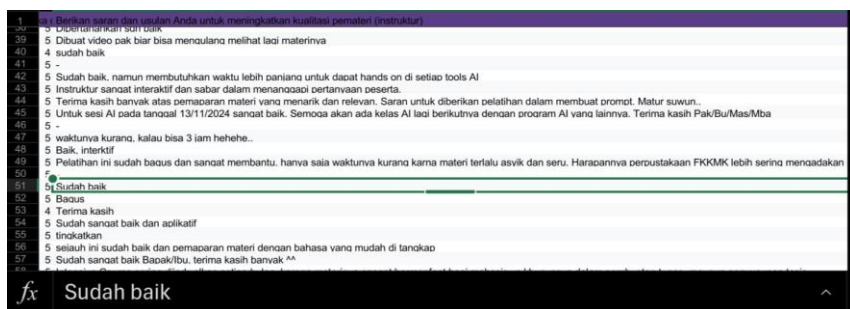 1 Berikan saran dan usulan Anda untuk meningkatkan kualitasi pemateri (instruktur)
5 Dipertahankan sdh baik
39 5 Dibuat video pak biar bisa mengulang melihat lagi materinya
40 4 sudah baik
41 5 -
42 5 Sudah baik, namun membutuhkan waktu lebih panjang untuk dapat hands on di setiap tools AI
43 5 Instruktur sangat interaktif dan sabar dalam menanggapi pertanyaan peserta.
44 5 Terima kasih banyak atas pemaparan materi yang menarik dan relevan. Saran untuk diberikan pelatihan dalam membuat prompt. Matur suwun..
45 5 Untuk sesi AI pada tanggal 13/11/2024 sangat baik. Semoga akan ada kelas AI lagi berikutnya dengan program AI yang lainnya. Terima kasih Pak/Bu/Mas/Mba
46 5 -
47 5 waktunya kurang, kalau bisa 3 jam hehehe..
48 5 Baik, interktif
49 5 Pelatihan ini sudah bagus dan sangat membantu, hanya saja waktunya kurang karna materi terlalu asyik dan seru. Harapannya perpustakaan FKKMK lebih sering mengadakan
50
51 5 Sudah baik
52 5 Bagus
53 4 Terima kasih
54 5 Sudah sangat baik dan aplikatif
55 5 tingkatkan
56 5 sejauh ini sudah baik dan pemaparan materi dengan bahasa yang mudah di tangkap
57 5 Sudah sangat baik Bapak/Ibu, terima kasih banyak ^^
fx Sudah baik